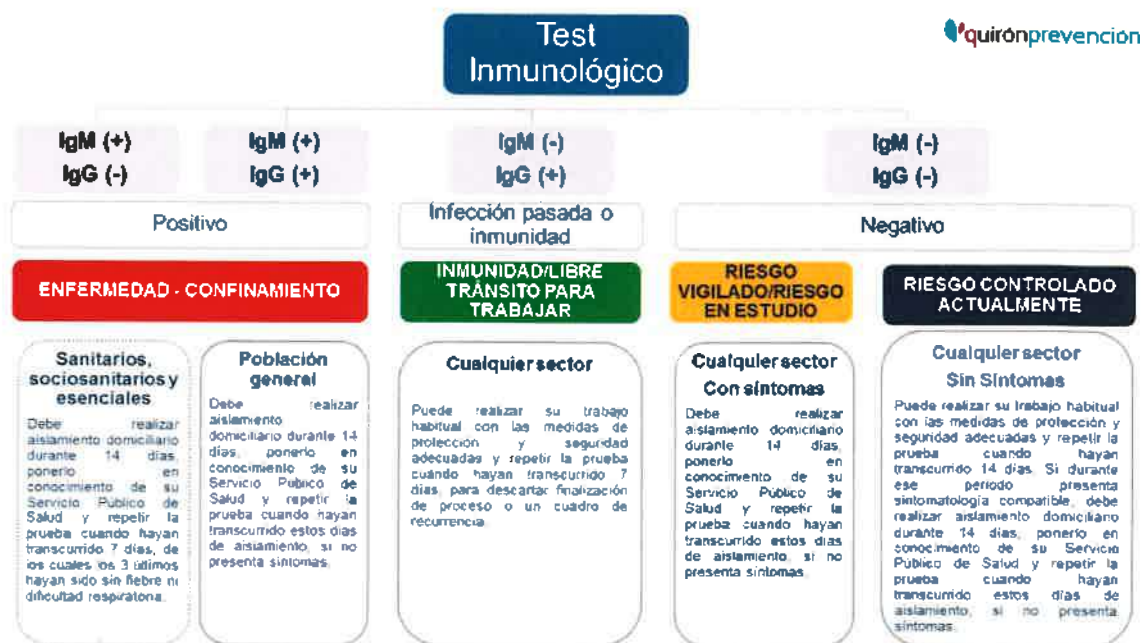 Test
Inmunológico
quirónprevención
IgM (+)
IgG (-)
IgM (+)
IgG (+)
IgM (-)
IgG (+)
IgM (-)
IgG (-)
Positivo
Infección pasada o
inmunidad
Negativo
ENFERMEDAD - CONFINAMIENTO
INMUNIDAD/LIBRE
TRÁNSITO PARA
TRABAJAR
RIESGO
VIGILADO/RIESGO
EN ESTUDIO
RIESGO CONTROLADO
ACTUALMENTE
Sanitarios,
sociosanitarios y
esenciales
Debe realizar
aislamiento domiciliario
durante 14 días,
ponerlo en
conocimiento de su
Servicio Público de
Salud y repetir la
prueba cuando hayan
transcurrido 7 días, de
los cuales los 3 últimos
hayan sido sin fiebre ni
dificultad respiratoria.
Población
general
Debe realizar
aislamiento
domiciliario durante 14
días, ponerlo en
conocimiento de su
Servicio Público de
Salud y repetir la
prueba cuando hayan
transcurrido estos días
de aislamiento, si no
presenta síntomas.
Cualquier sector
Puede realizar su trabajo
habitual con las medidas de
protección y seguridad
adecuadas y repetir la prueba
cuando hayan transcurrido 7
días, para descartar finalización
de proceso o un cuadro de
recurrencia.
Cualquier sector
Con síntomas
Debe realizar
aislamiento domiciliario
durante 14 días,
ponerlo en
conocimiento de su
Servicio Público de
Salud y repetir la
prueba cuando hayan
transcurrido estos días
de aislamiento, si no
presenta síntomas.
Cualquier sector
Sin Síntomas
Puede realizar su trabajo habitual
con las medidas de protección y
seguridad adecuadas y repetir la
prueba cuando hayan
transcurrido 14 días. Si durante
ese periodo presenta
sintomatología compatible, debe
realizar aislamiento domiciliario
durante 14 días, ponerlo en
conocimiento de su Servicio
Público de Salud y repetir la
prueba cuando hayan
transcurrido estos días de
aislamiento, si no presenta
síntomas.